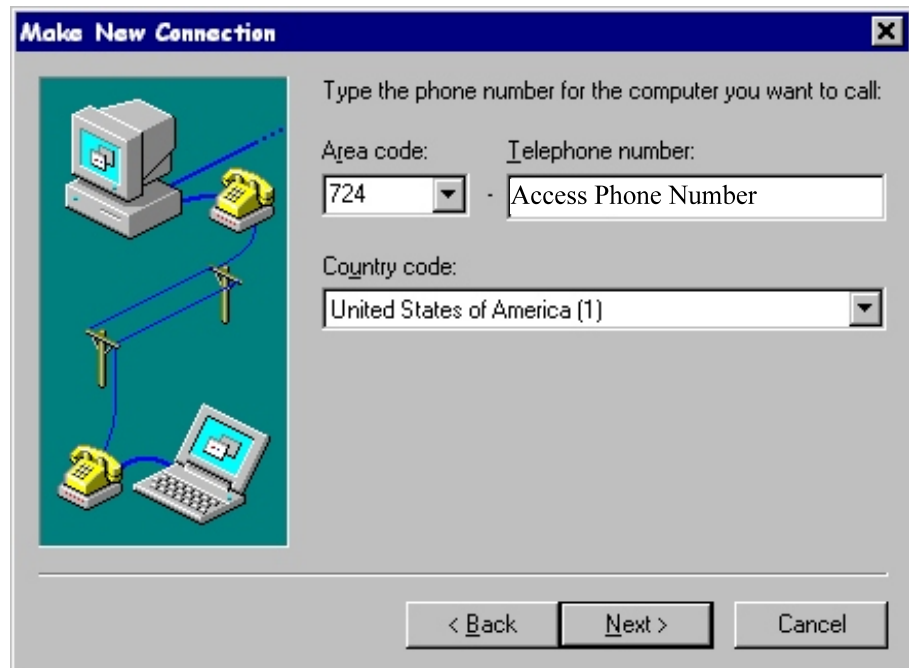 Make New Connection
Type the phone number for the computer you want to call:
Area code: Telephone number:
724 - Access Phone Number
Country code:
United States of America (1)
< Back Next > Cancel